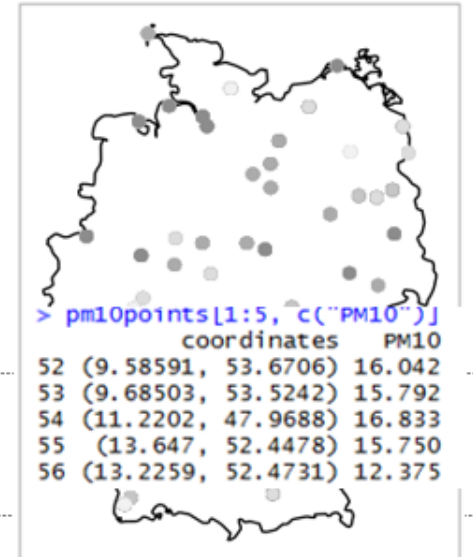 > pm10points[1:5, c("PM10")]
coordinates PM10
52 (9.58591, 53.6706) 16.042
53 (9.68503, 53.5242) 15.792
54 (11.2202, 47.9688) 16.833
55 (13.647, 52.4478) 15.750
56 (13.2259, 52.4731) 12.375